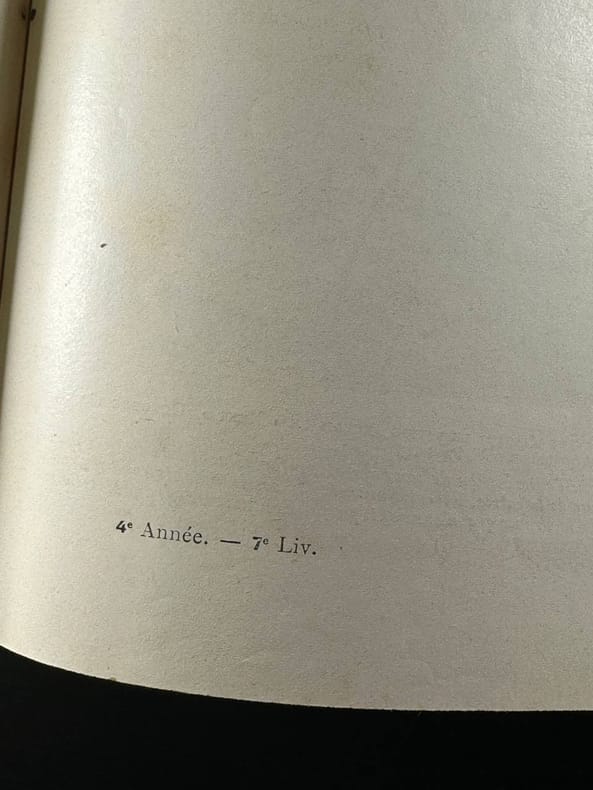 4ᵉ Année. — 7ᵉ Liv.